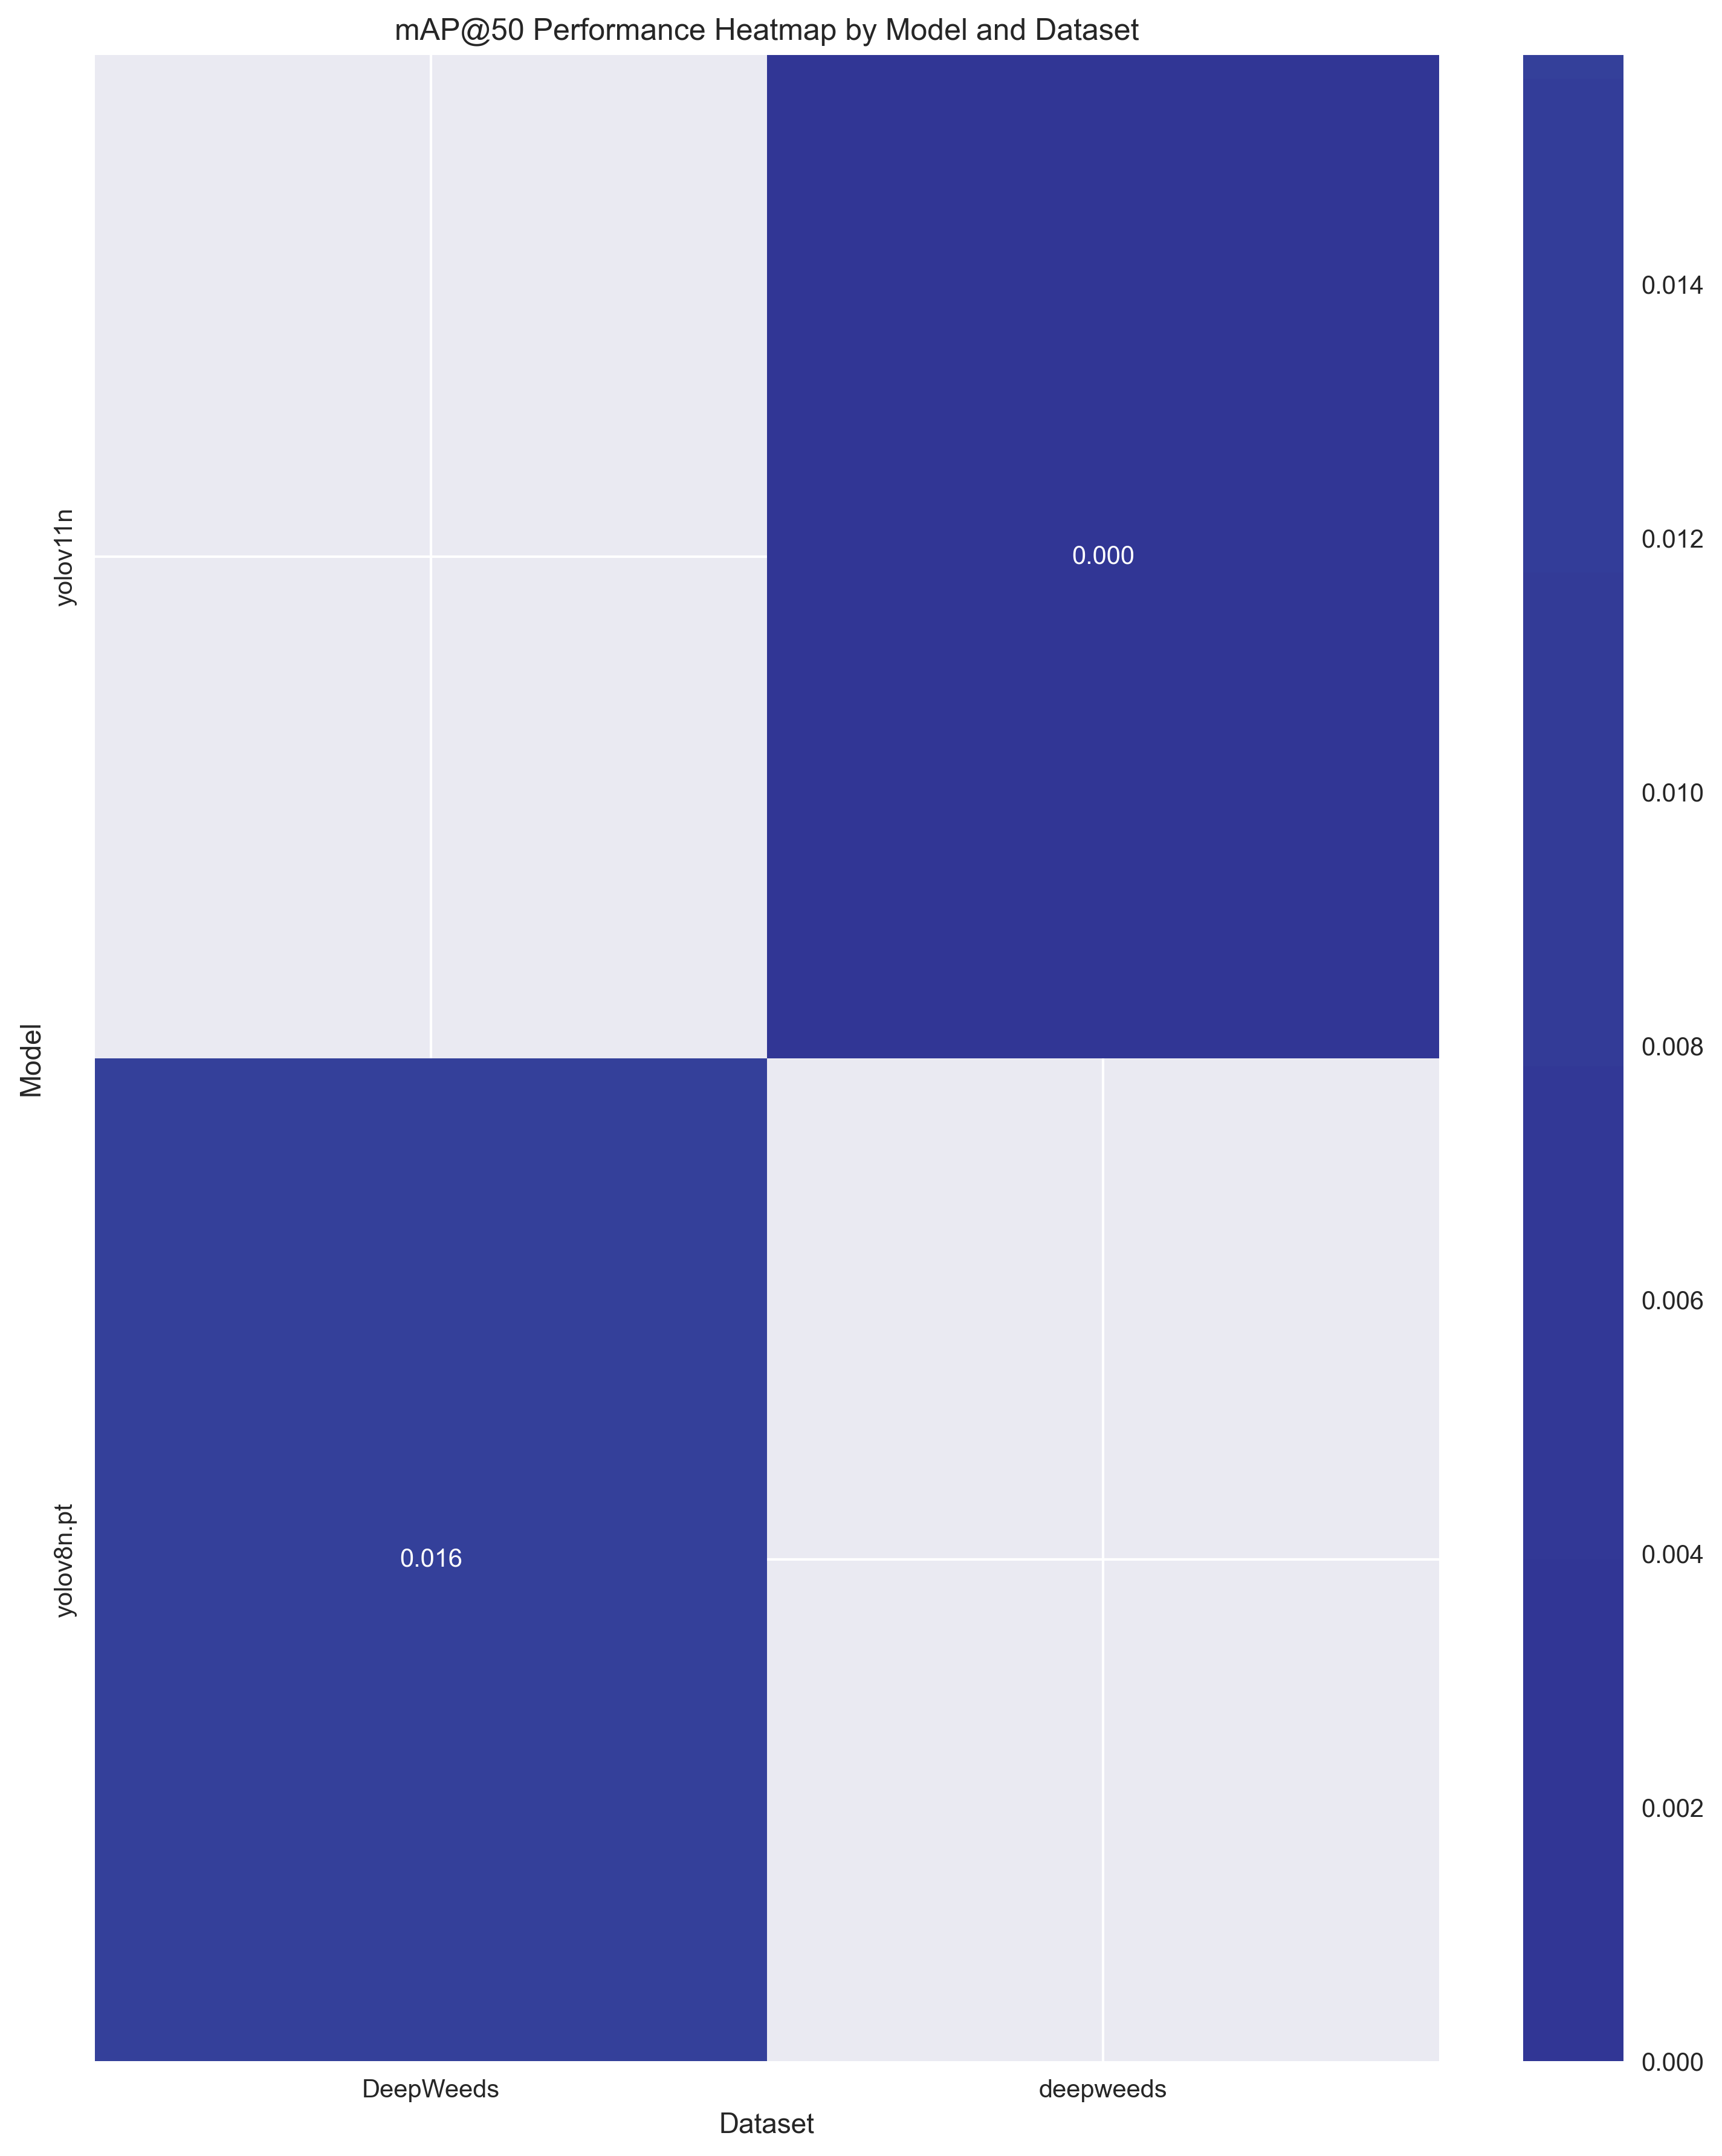 mAP@50 Performance Heatmap by Model and Dataset
Model
yolov11n
yolov8n.pt
0.000
0.016
DeepWeeds
deepweeds
Dataset
0.014
0.012
0.010
0.008
0.006
0.004
0.002
0.000